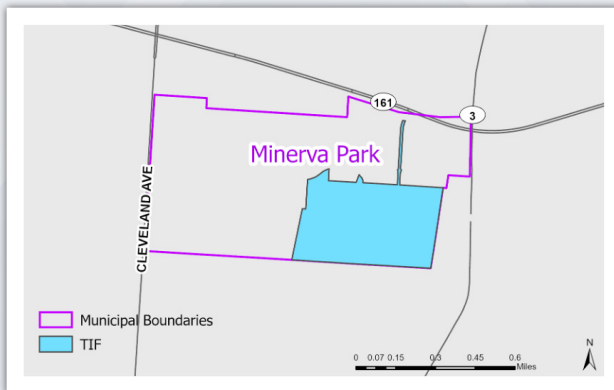 161
3
Minerva Park
CLEVELAND AVE
Municipal Boundaries
TIF
N
0 0.07 0.15 0.3 0.45 0.6
Miles